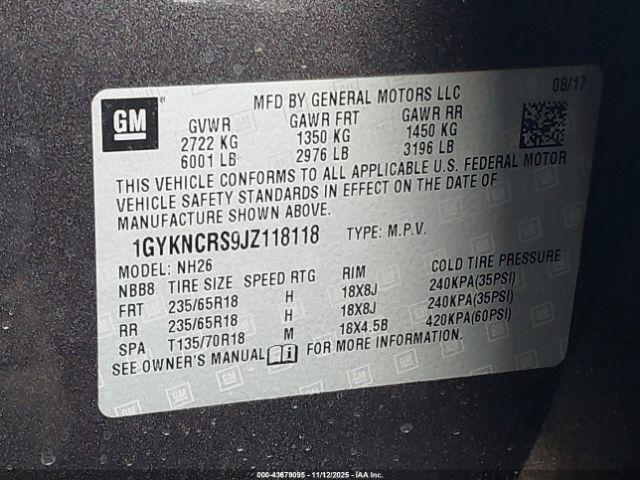 GM
MFD BY GENERAL MOTORS LLC 08/17
GVWR GAWR FRT GAWR RR
2722 KG 1350 KG 1450 KG
6001 LB 2976 LB 3196 LB
THIS VEHICLE CONFORMS TO ALL APPLICABLE U.S. FEDERAL MOTOR
VEHICLE SAFETY STANDARDS IN EFFECT ON THE DATE OF
MANUFACTURE SHOWN ABOVE.
1GYKNCRS9JZ118118 TYPE: M.P.V.
MODEL: NH26
NBB8 TIRE SIZE SPEED RTG RIM COLD TIRE PRESSURE
FRT 235/65R18 H 18X8J 240KPA(35PSI)
RR 235/65R18 H 18X8J 240KPA(35PSI)
SPA T135/70R18 M 18X4.5B 420KPA(60PSI)
SEE OWNER'S MANUAL FOR MORE INFORMATION.
000-43679095 - 11/12/2025 - IAA Inc.